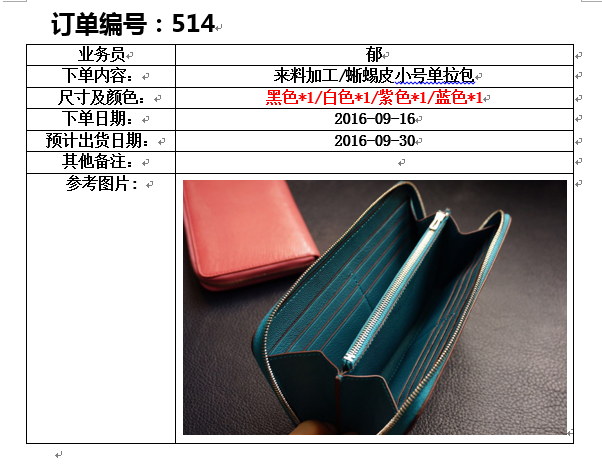 订单编号：514
业务员 郁
下单内容： 来料加工/蜥蜴皮小号单拉包
尺寸及颜色： 黑色*1/白色*1/紫色*1/蓝色*1
下单日期： 2016-09-16
预计出货日期： 2016-09-30
其他备注：
参考图片：